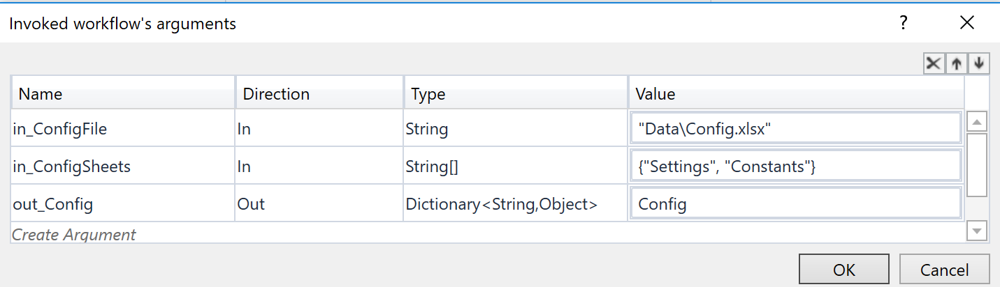 Invoked workflow's arguments ?
Name Direction Type Value
in_ConfigFile In String "Data\Config.xlsx"
in_ConfigSheets In String[] {"Settings", "Constants"}
out_Config Out Dictionary<String,Object> Config
Create Argument
OK Cancel